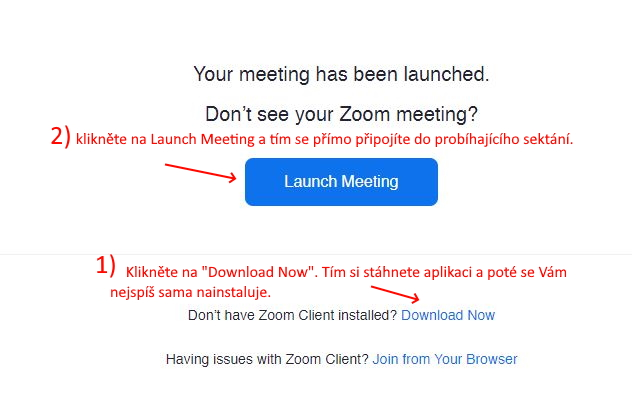 Your meeting has been launched.
Don't see your Zoom meeting?
2) klikněte na Launch Meeting a tím se přímo připojíte do probíhajícího sektání.
Launch Meeting
1) Klikněte na "Download Now". Tím si stáhnete aplikaci a poté se Vám
nejspíš sama nainstaluje.
Don't have Zoom Client installed? Download Now
Having issues with Zoom Client? Join from Your Browser